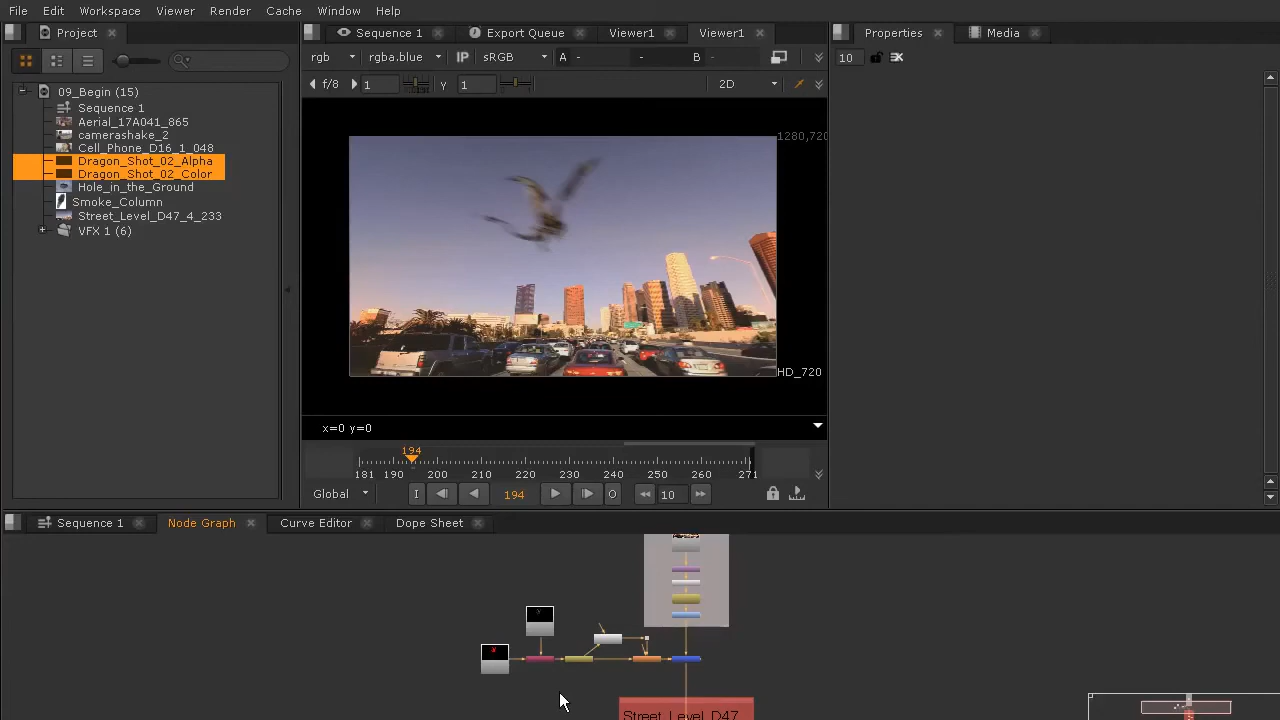 File Edit Workspace Viewer Render Cache Window Help
Project
Sequence 1 Export Queue Viewer1 Viewer1
Properties Media
rgb rgba.blue IP sRGB A - - B -
10
f/8 1 y 1 2D
09_Begin (15)
Sequence 1
Aerial_17A041_865
camerashake_2
Cell_Phone_D16_1_048
Dragon_Shot_02_Alpha
Dragon_Shot_02_Color
Hole_in_the_Ground
Smoke_Column
Street_Level_D47_4_233
VFX 1 (6)
1280,720
HD_720
x=0 y=0
194
181 190 200 210 220 230 240 250 260 271
Global I 194 O 10
Sequence 1 Node Graph Curve Editor Dope Sheet
Street_Level_D47